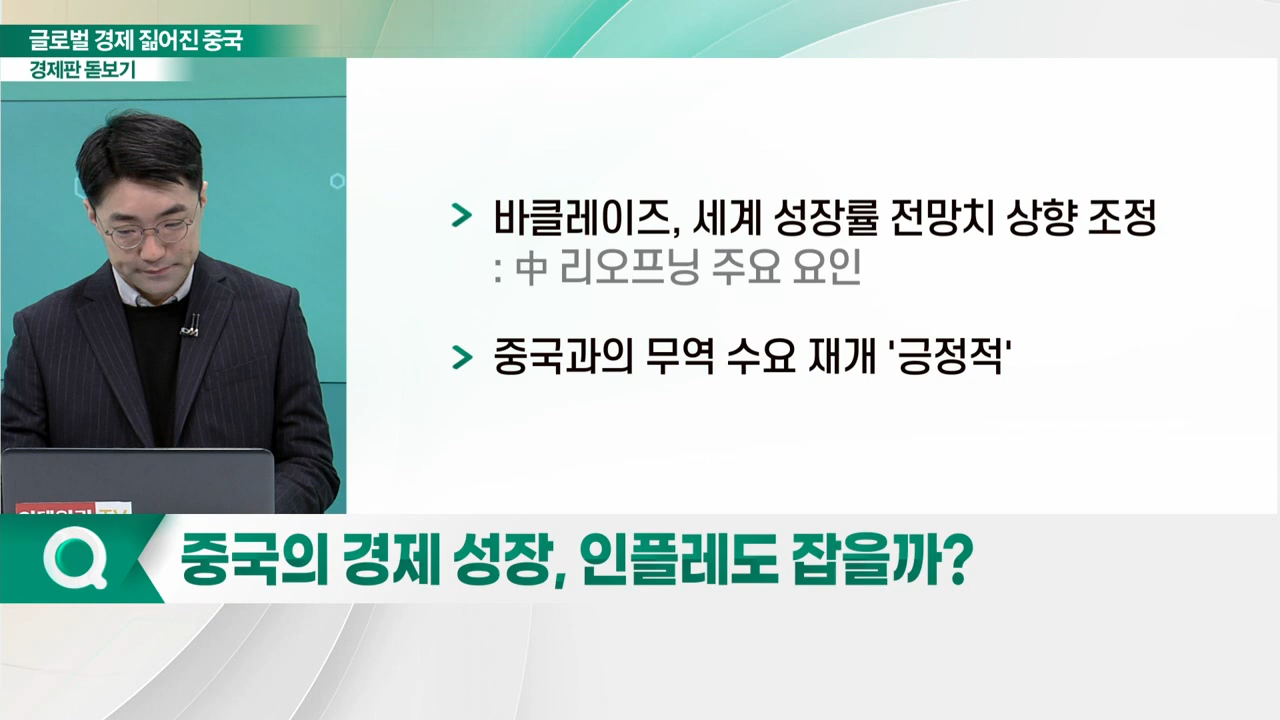 글로벌 경제 짊어진 중국
경제판 돋보기
> 바클레이즈, 세계 성장률 전망치 상향 조정
: 中 리오프닝 주요 요인
> 중국과의 무역 수요 재개 '긍정적'
TV
Q 중국의 경제 성장, 인플레도 잡을까?